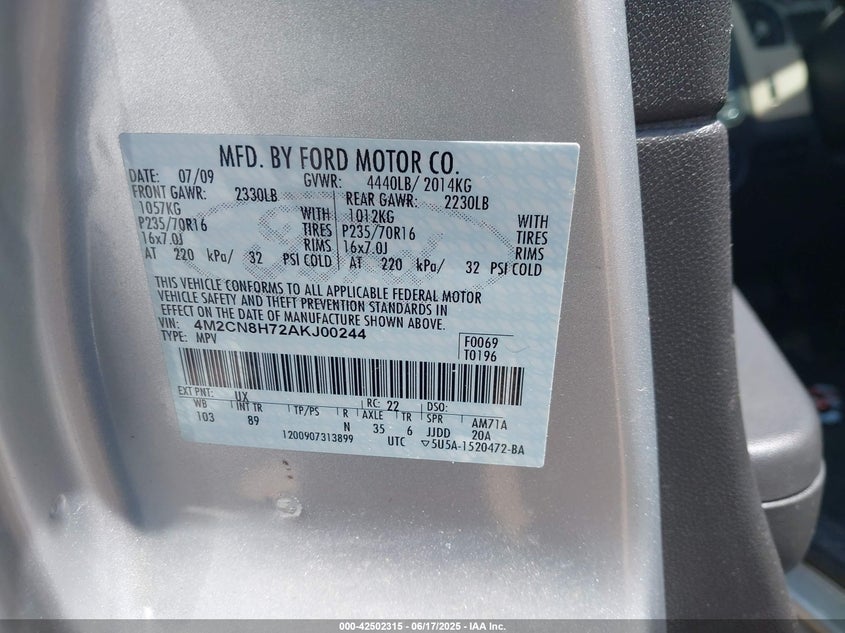 MFD. BY FORD MOTOR CO.
DATE: 07/09 GVWR: 4440LB/ 2014KG
FRONT GAWR: 2330LB REAR GAWR: 2230LB
1057KG WITH 1012KG WITH
P235/70R16 TIRES P235/70R16 TIRES
16x7.0J RIMS 16x7.0J RIMS
AT 220 kPa/ 32 PSI COLD AT 220 kPa/ 32 PSI COLD
THIS VEHICLE CONFORMS TO ALL APPLICABLE FEDERAL MOTOR
VEHICLE SAFETY AND THEFT PREVENTION STANDARDS IN
EFFECT ON THE DATE OF MANUFACTURE SHOWN ABOVE.
VIN: 4M2CN8H72AKJ00244 F0069
TYPE: MPV T0196
EXT PNT: UX RC: 22 DSO:
WB INT TR TP/PS R AXLE TR SPR AM71A
103 89 N 35 6 JJDD 20A
1200907313899 UTC ▽5U5A-1520472-BA
000-42502315 - 06/17/2025 - IAA Inc.